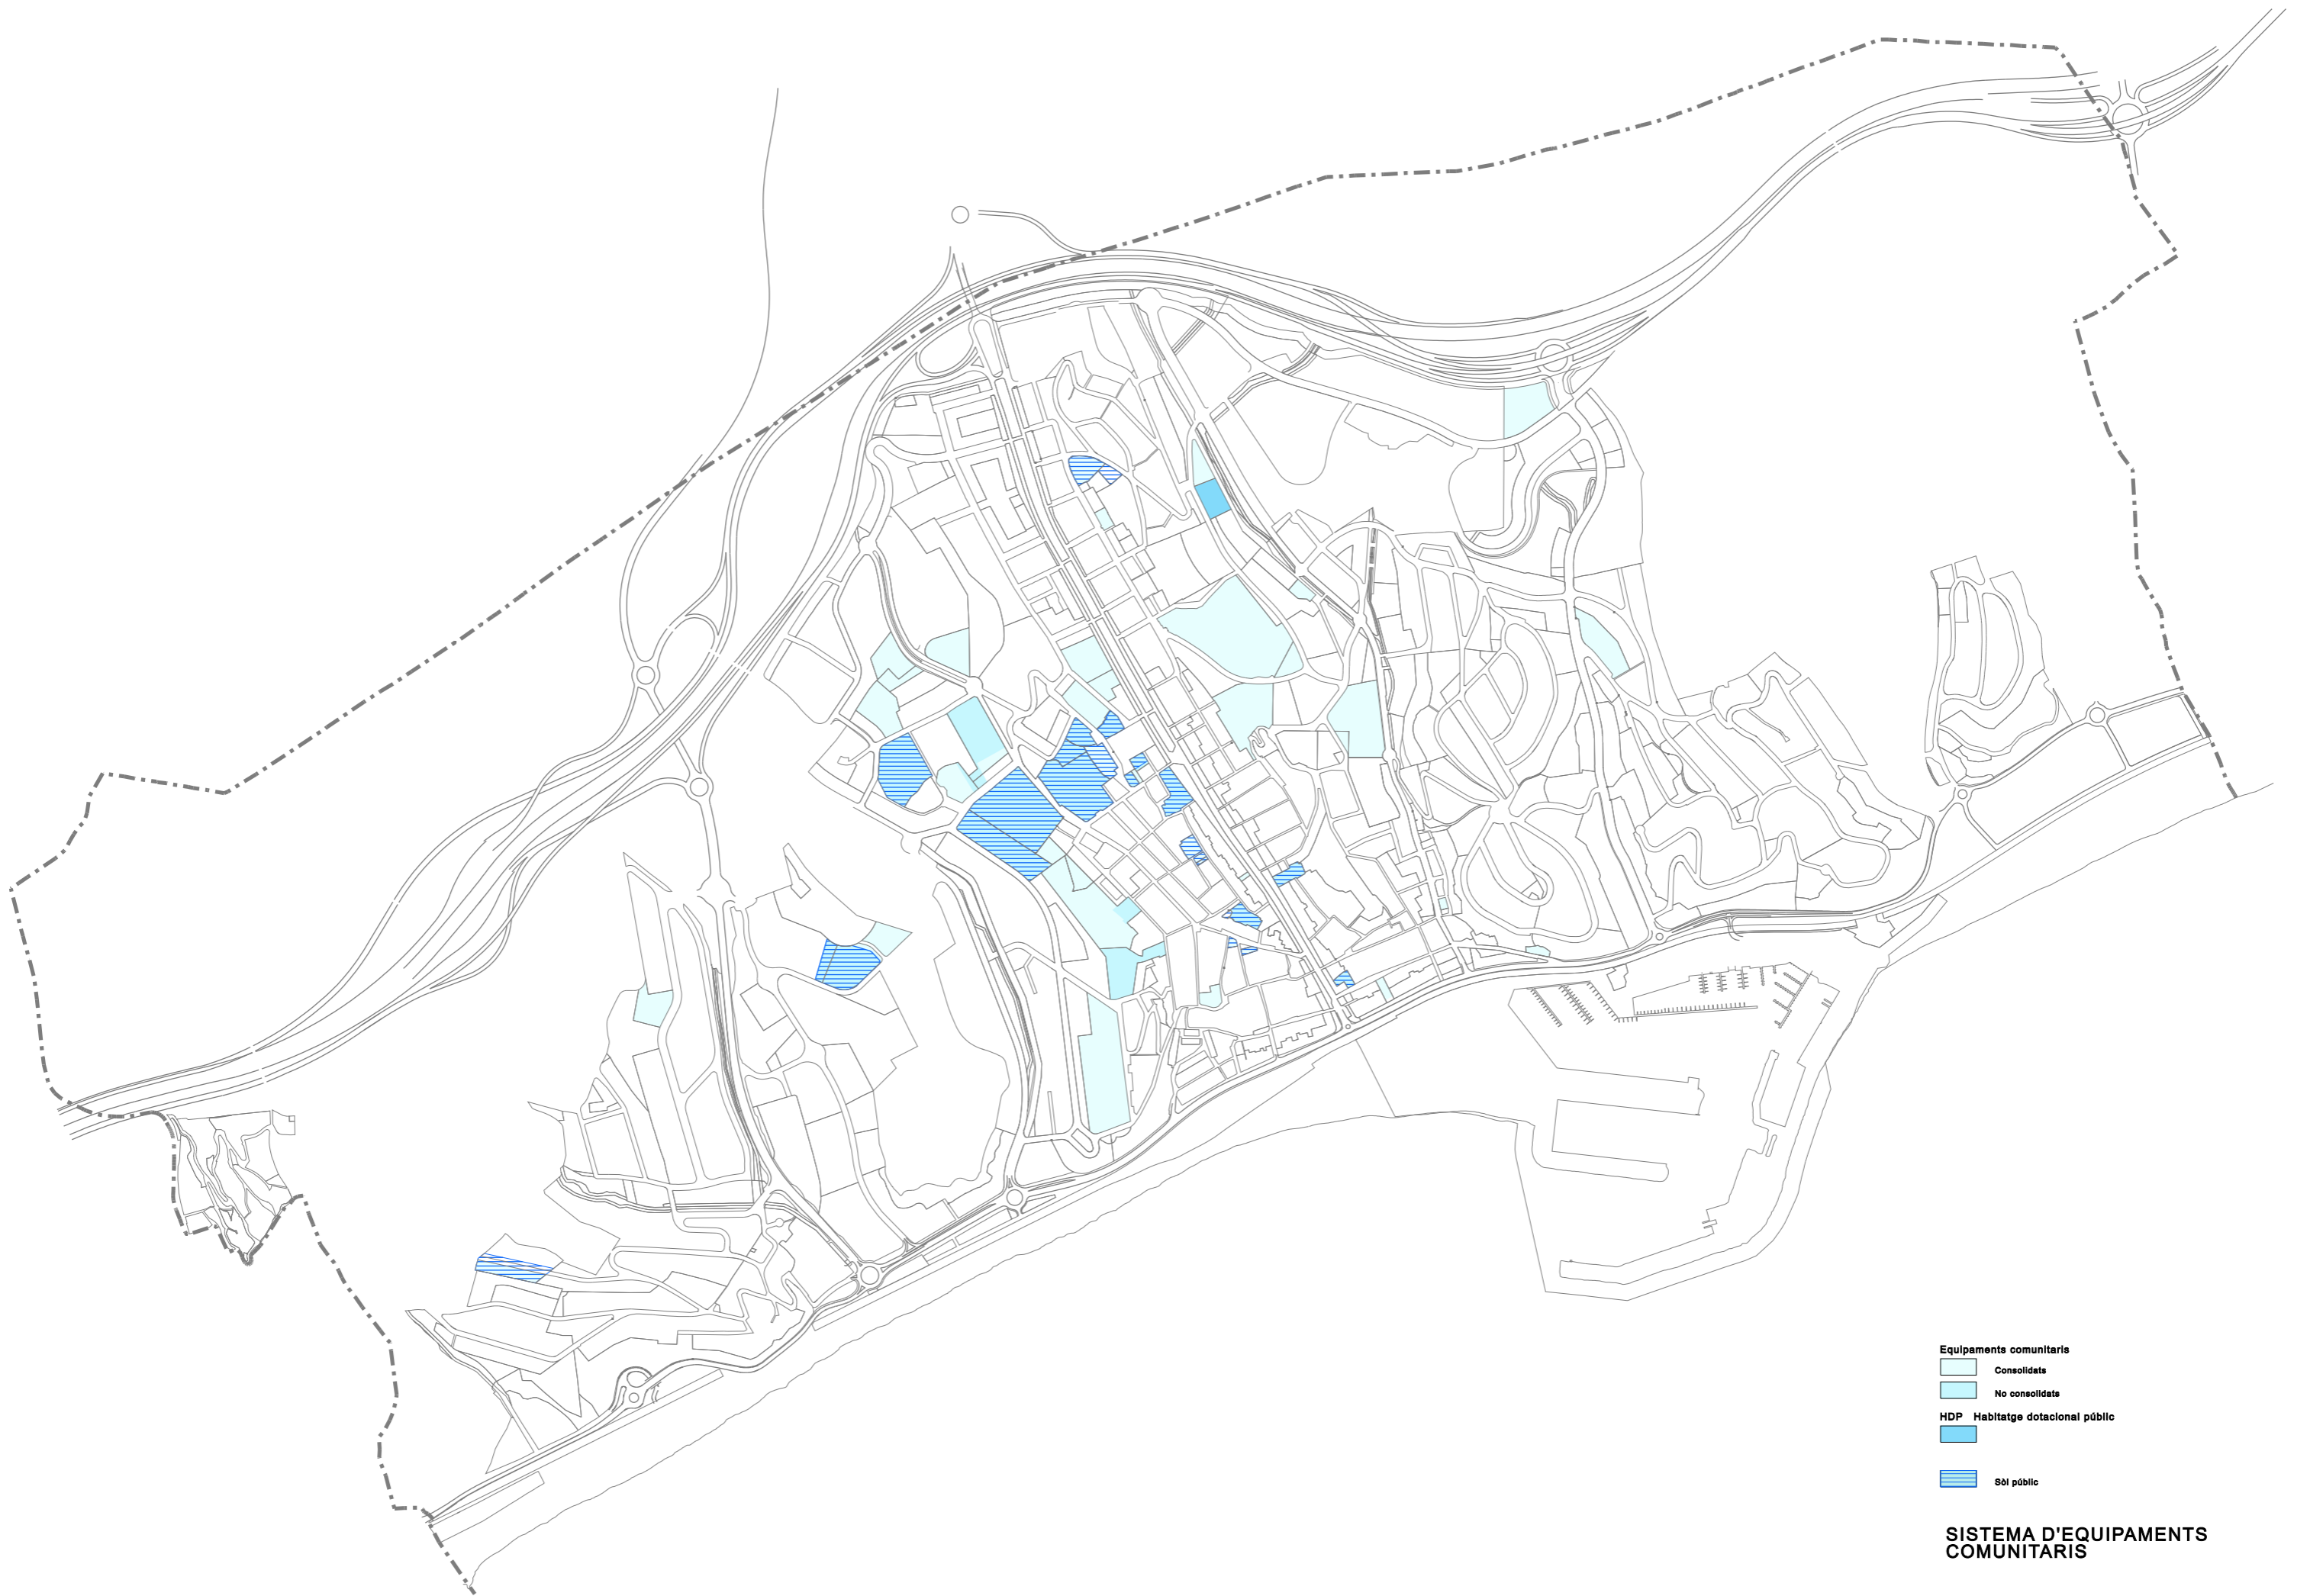 Equipaments comunitaris
Consolidats
No consolidats
HDP Habitatge dotacional públic
Sòl públic
SISTEMA D'EQUIPAMENTS
COMUNITARIS